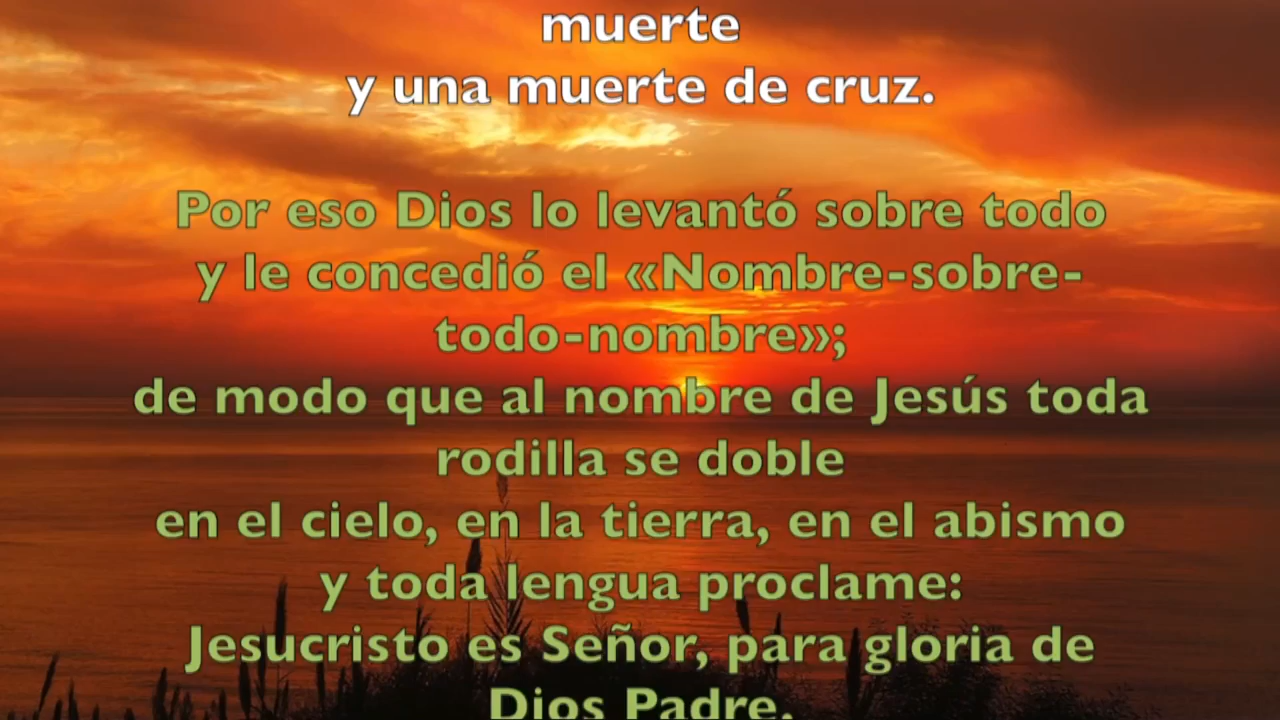 muerte
y una muerte de cruz.
Por eso Dios lo levantó sobre todo
y le concedió el «Nombre-sobre-
todo-nombre»;
de modo que al nombre de Jesús toda
rodilla se doble
en el cielo, en la tierra, en el abismo
y toda lengua proclame:
Jesucristo es Señor, para gloria de
Dios Padre.